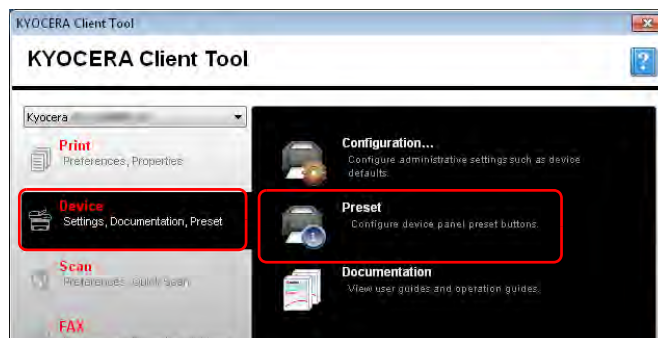 KYOCERA Client Tool
KYOCERA Client Tool
?
Kyocera
Print
Preferences, Properties
Device
Settings, Documentation, Preset
Scan
Preferences, Quick Scan
FAX
Configuration...
Configure administrative settings such as device
defaults.
Preset
Configure device panel preset buttons.
Documentation
View user guides and operation guides.